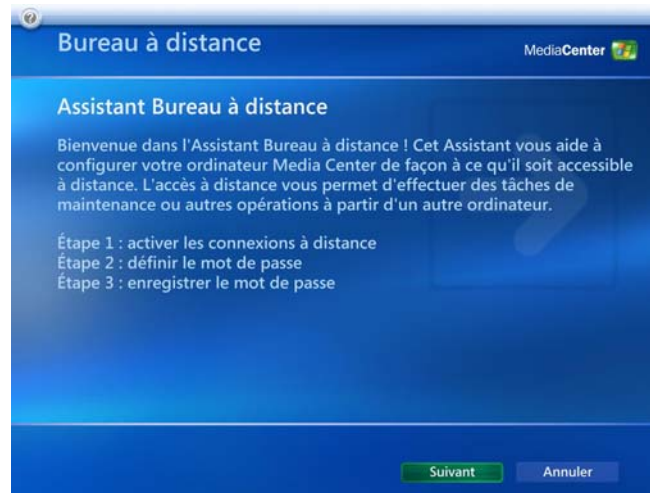 Bureau à distance
MediaCenter
Assistant Bureau à distance
Bienvenue dans l'Assistant Bureau à distance ! Cet Assistant vous aide à
configurer votre ordinateur Media Center de façon à ce qu'il soit accessible
à distance. L'accès à distance vous permet d'effectuer des tâches de
maintenance ou autres opérations à partir d'un autre ordinateur.
Étape 1 : activer les connexions à distance
Étape 2 : définir le mot de passe
Étape 3 : enregistrer le mot de passe
Suivant
Annuler